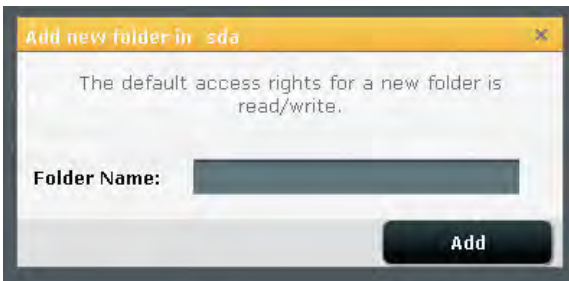 Add new folder in sda
×
The default access rights for a new folder is
read/write.
Folder Name:
Add